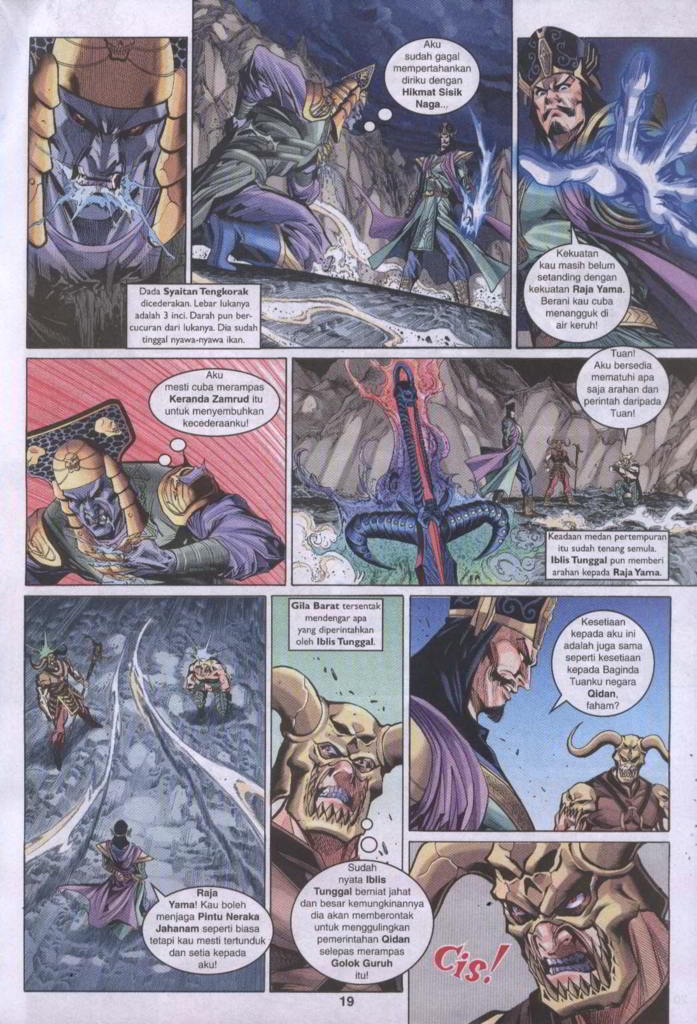 Dada Syaitan Tengkorak
dicederakan. Lebar lukanya
adalah 3 inci. Darah pun ber-
cucuran dari lukanya. Dia sudah
tinggal nyawa-nyawa ikan.
Aku
sudah gagal
mempertahankan
diriku dengan
Hikmat Sisik
Naga...
Kekuatan
kau masih belum
setanding dengan
kekuatan Raja Yama.
Berani kau cuba
menangguk di
air keruh!
Aku
mesti cuba merampas
Keranda Zamrud itu
untuk menyembuhkan
kecederaanku!
Tuan!
Aku bersedia
mematuhi apa
saja arahan dan
perintah daripada
Tuan!
Keadaan medan pertempuran
itu sudah tenang semula.
Iblis Tunggal pun memberi
arahan kepada Raja Yama.
Raja
Yama! Kau boleh
menjaga Pintu Neraka
Jahanam seperti biasa
tetapi kau mesti tertunduk
dan setia kepada
aku!
Gila Barat tersentak
mendengar apa
yang diperintahkan
oleh Iblis Tunggal.
Sudah
nyata Iblis
Tunggal berniat jahat
dan besar kemungkinannya
dia akan memberontak
untuk menggulingkan
pemerintahan Qidan
selepas merampas
Golok Guruh
itu!
Kesetiaan
kepada aku ini
adalah juga sama
seperti kesetiaan
kepada Baginda
Tuanku negara
Qidan,
faham?
Cis!
19